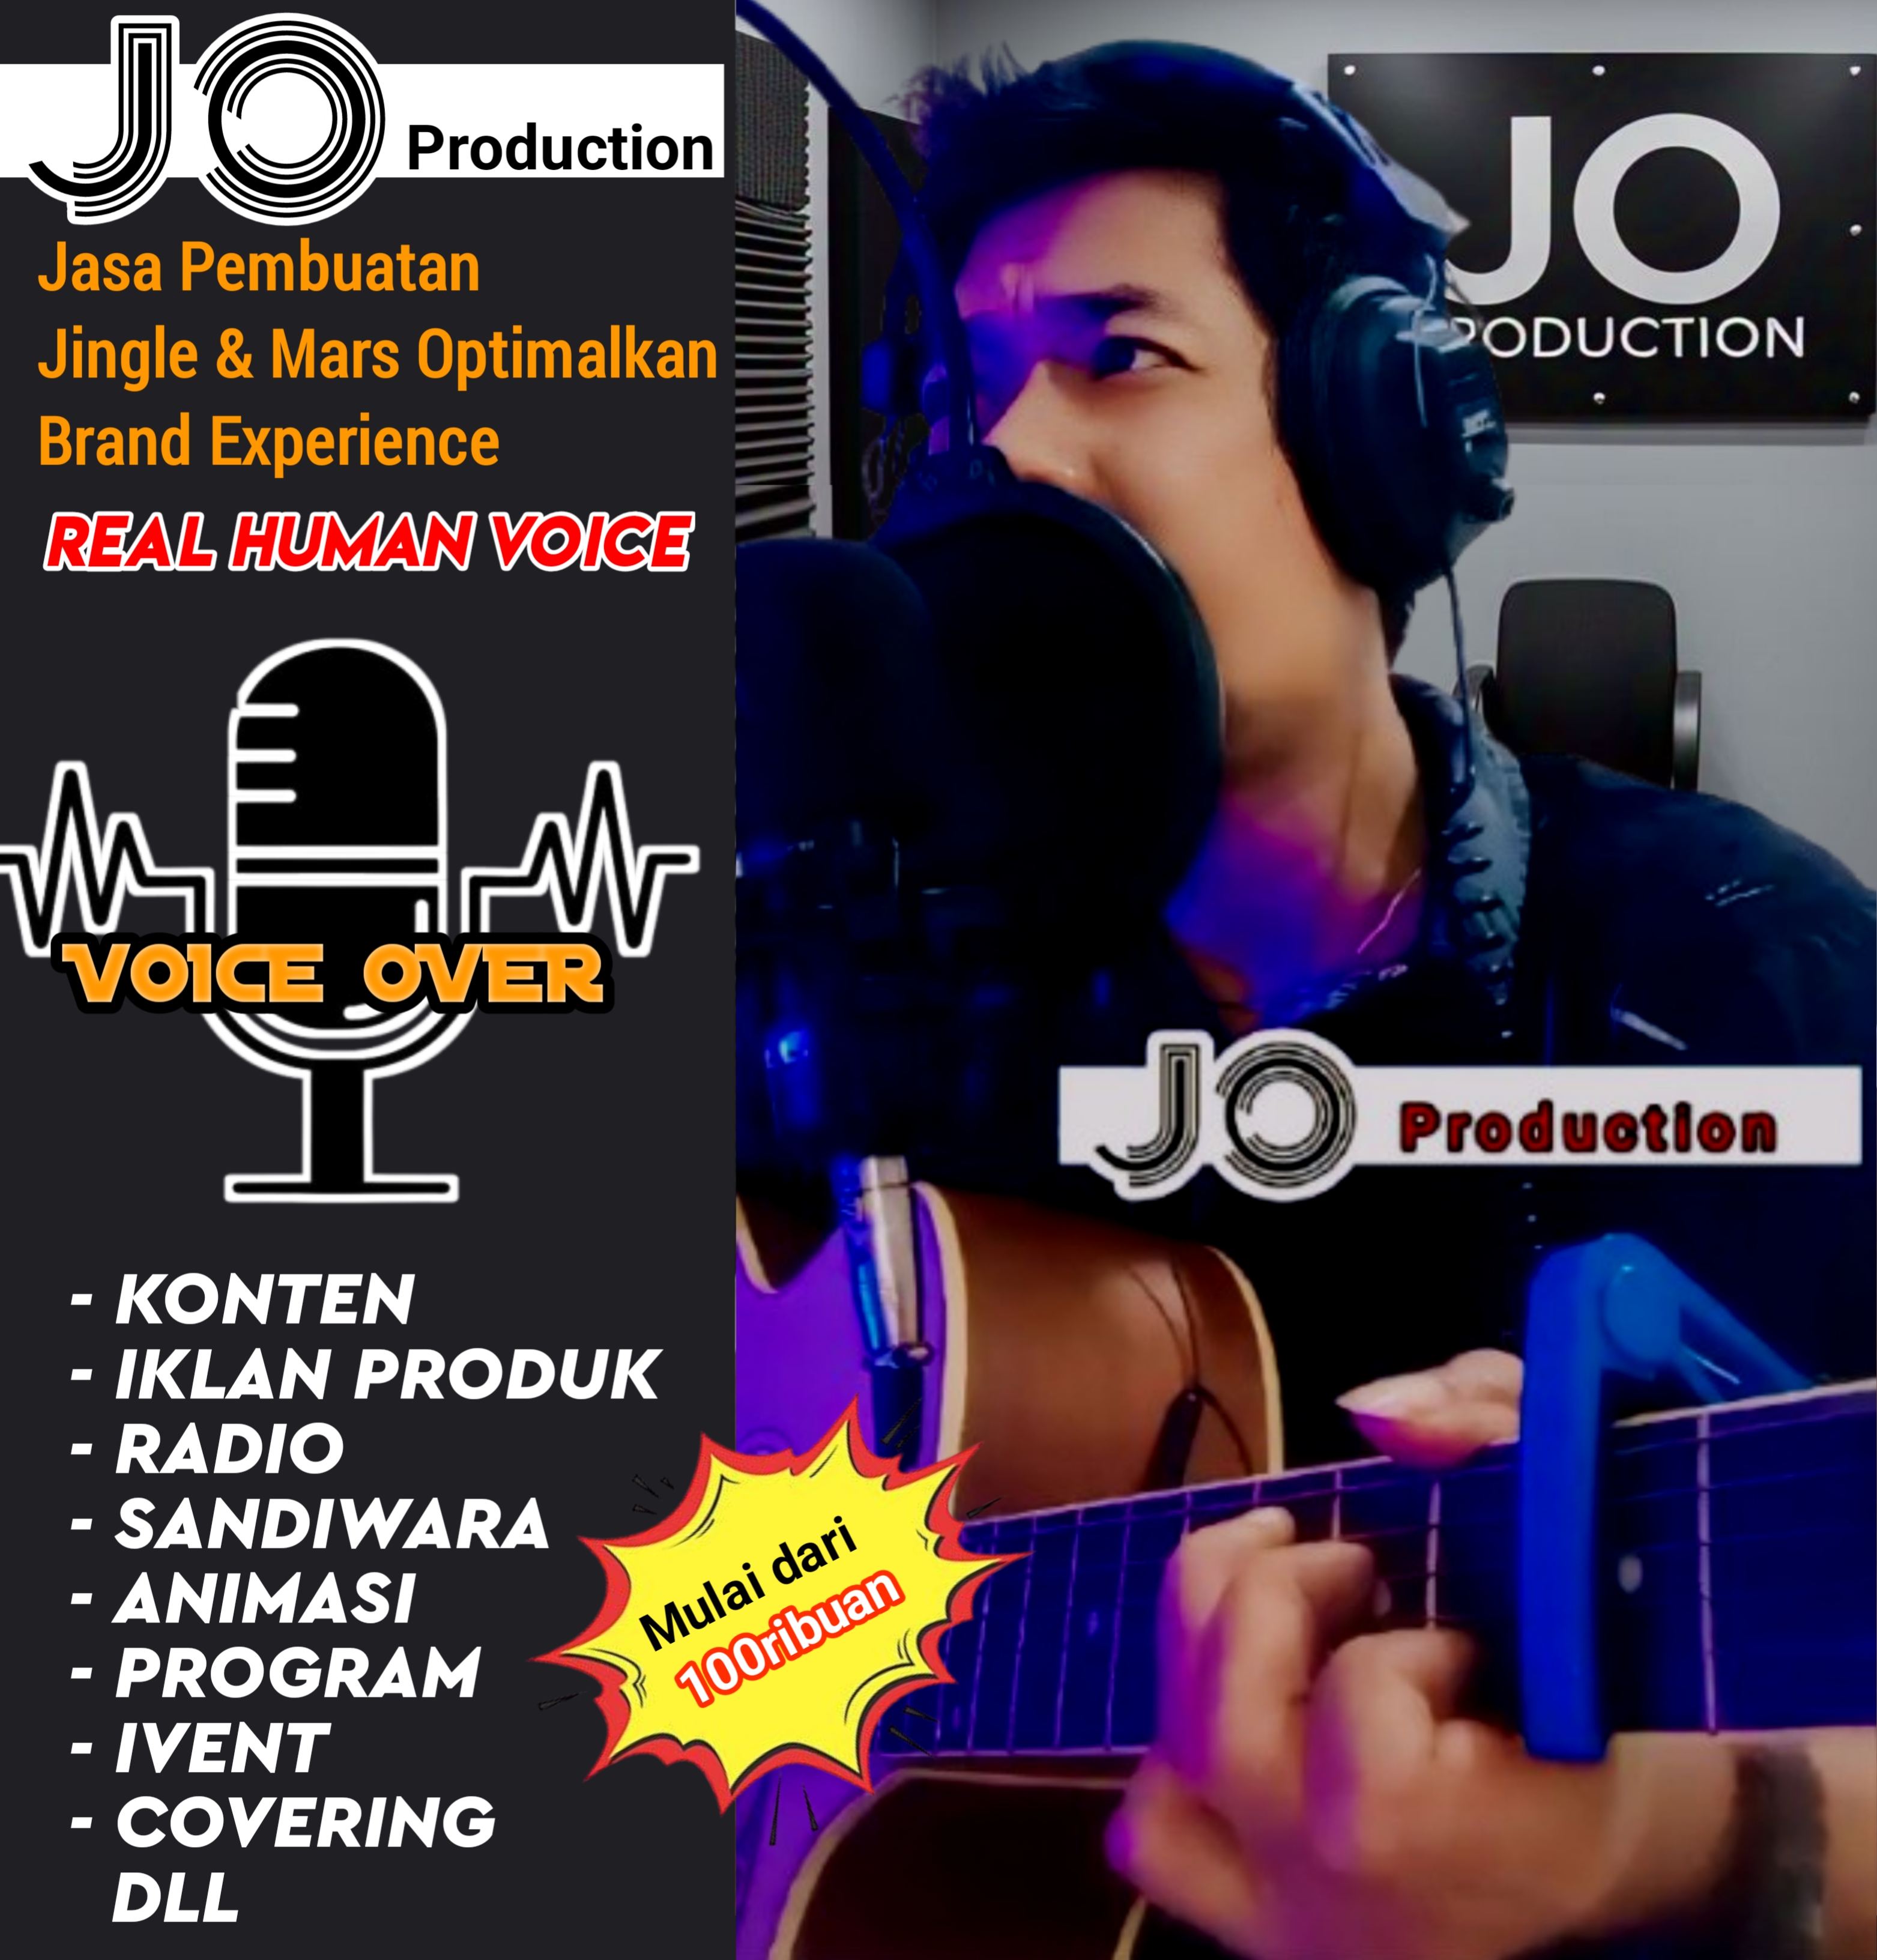 JO Production
Jasa Pembuatan
Jingle & Mars Optimalkan
Brand Experience
REAL HUMAN VOICE
VOICE OVER
- KONTEN
- IKLAN PRODUK
- RADIO
- SANDIWARA
- ANIMASI
- PROGRAM
- IVENT
- COVERING
DLL
Mulai dari
100ribuan
JO
PRODUCTION
JO Production